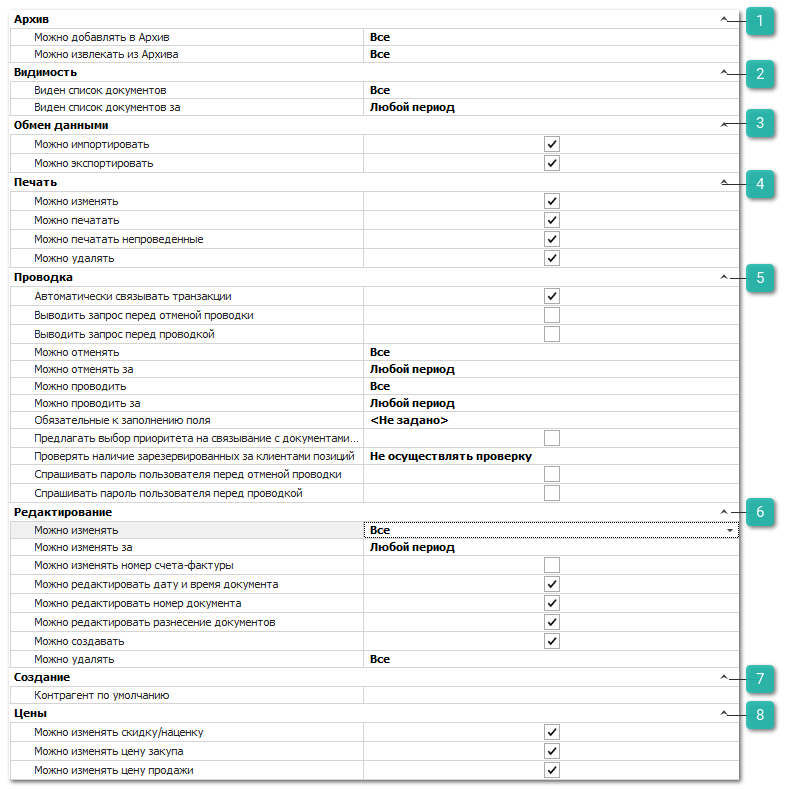 Архив 1
Можно добавлять в Архив Все
Можно извлекать из Архива Все
Видимость 2
Виден список документов Все
Виден список документов за Любой период
Обмен данными 3
Можно импортировать
Можно экспортировать
Печать 4
Можно изменять
Можно печатать
Можно печатать непроведенные
Можно удалять
Проводка 5
Автоматически связывать транзакции
Выводить запрос перед отменой проводки
Выводить запрос перед проводкой
Можно отменять Все
Можно отменять за Любой период
Можно проводить Все
Можно проводить за Любой период
Обязательные к заполнению поля <Не задано>
Предлагать выбор приоритета на связывание с документами...
Проверять наличие зарезервированных за клиентами позиций Не осуществлять проверку
Спрашивать пароль пользователя перед отменой проводки
Спрашивать пароль пользователя перед проводкой
Редактирование 6
Можно изменять Все
Можно изменять за Любой период
Можно изменять номер счета-фактуры
Можно редактировать дату и время документа
Можно редактировать номер документа
Можно редактировать разнесение документов
Можно создавать
Можно удалять Все
Создание 7
Контрагент по умолчанию
Цены 8
Можно изменять скидку/наценку
Можно изменять цену закупа
Можно изменять цену продажи